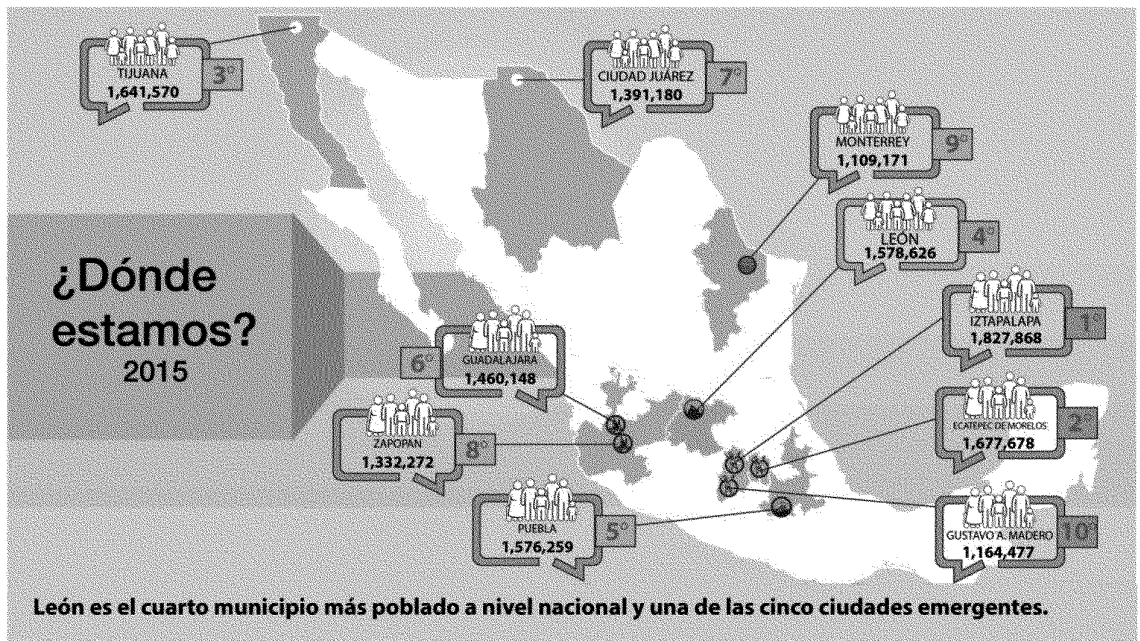 TIJUANA
1,641,570
3°
CIUDAD JUÁREZ
1,391,180
7°
MONTERREY
1,109,171
9°
LEÓN
1,578,626
4°
¿Dónde
estamos?
2015
IZTAPALAPA
1,827,868
1°
GUADALAJARA
1,460,148
6°
ECATEPEC DE MORELOS
1,677,678
2°
ZAPOPAN
1,332,272
8°
PUEBLA
1,576,259
5°
GUSTAVO A. MADERO
1,164,477
10°
León es el cuarto municipio más poblado a nivel nacional y una de las cinco ciudades emergentes.